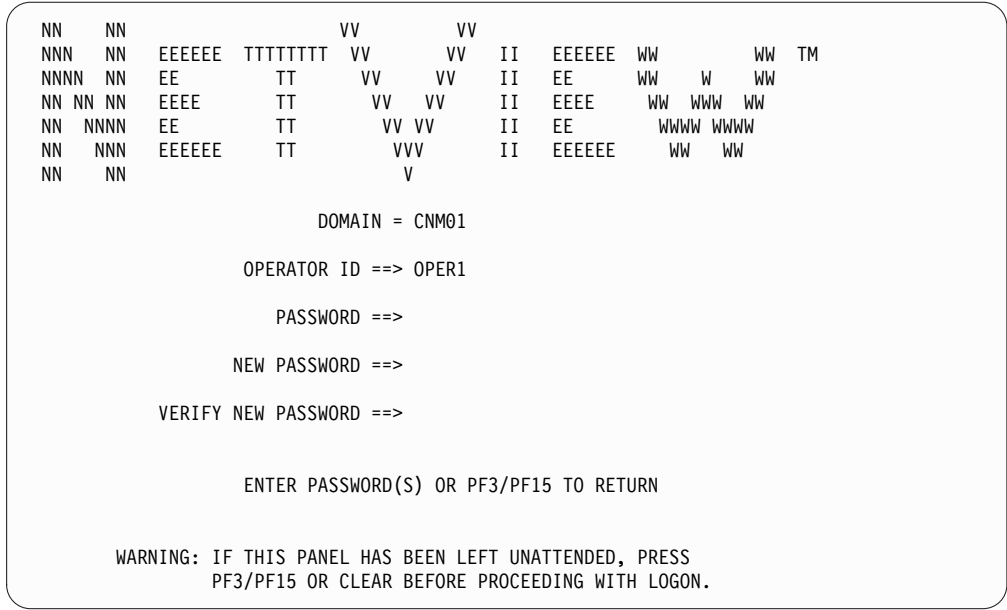 NN    NN                    VV         VV
NNN   NN   EEEEEE  TTTTTTTT  VV       VV   II   EEEEEE  WW         WW  TM
NNNN  NN   EE         TT      VV     VV    II   EE      WW    W    WW
NN NN NN   EEEE       TT       VV   VV     II   EEEE     WW  WWW  WW
NN  NNNN   EE         TT        VV VV      II   EE        WWWW WWWW
NN   NNN   EEEEEE     TT         VVV       II   EEEEEE     WW   WW
NN    NN                          V
DOMAIN = CNM01
OPERATOR ID ==> OPER1
PASSWORD ==>
NEW PASSWORD ==>
VERIFY NEW PASSWORD ==>
ENTER PASSWORD(S) OR PF3/PF15 TO RETURN
WARNING: IF THIS PANEL HAS BEEN LEFT UNATTENDED, PRESS
PF3/PF15 OR CLEAR BEFORE PROCEEDING WITH LOGON.